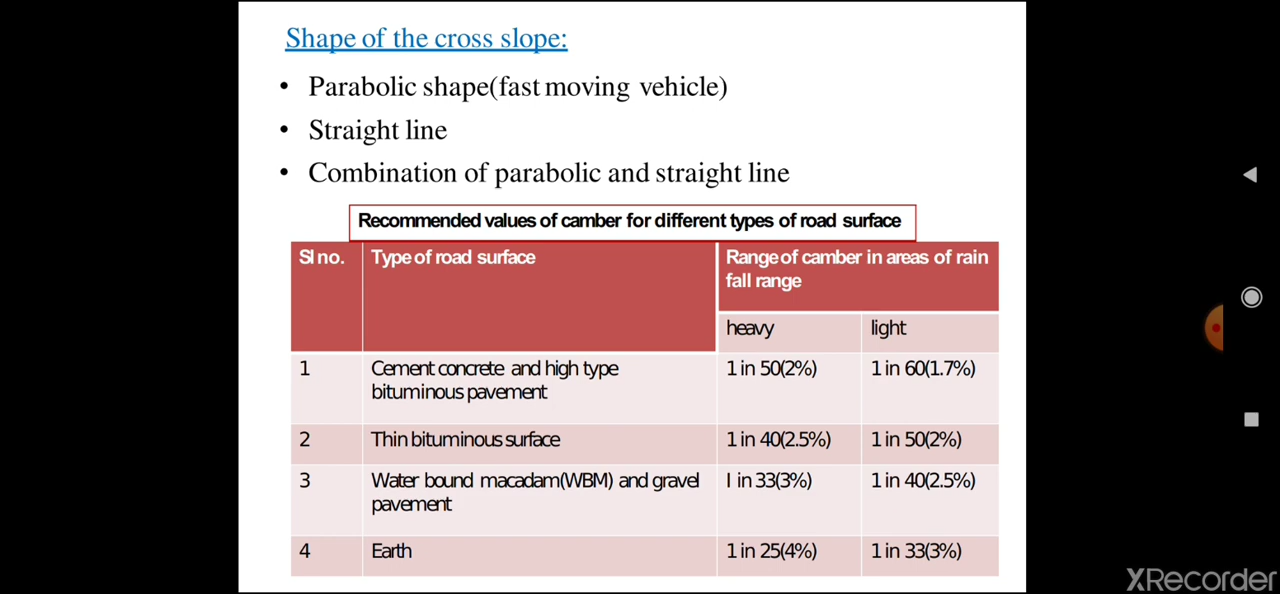 Shape of the cross slope:
• Parabolic shape(fast moving vehicle)
• Straight line
• Combination of parabolic and straight line
Recommended values of camber for different types of road surface
Sl no. Type of road surface Range of camber in areas of rain
fall range
heavy light
1 Cement concrete and high type 1 in 50(2%) 1 in 60(1.7%)
bituminous pavement
2 Thin bituminous surface 1 in 40(2.5%) 1 in 50(2%)
3 Water bound macadam(WBM) and gravel I in 33(3%) 1 in 40(2.5%)
pavement
4 Earth 1 in 25(4%) 1 in 33(3%)
XRecorder